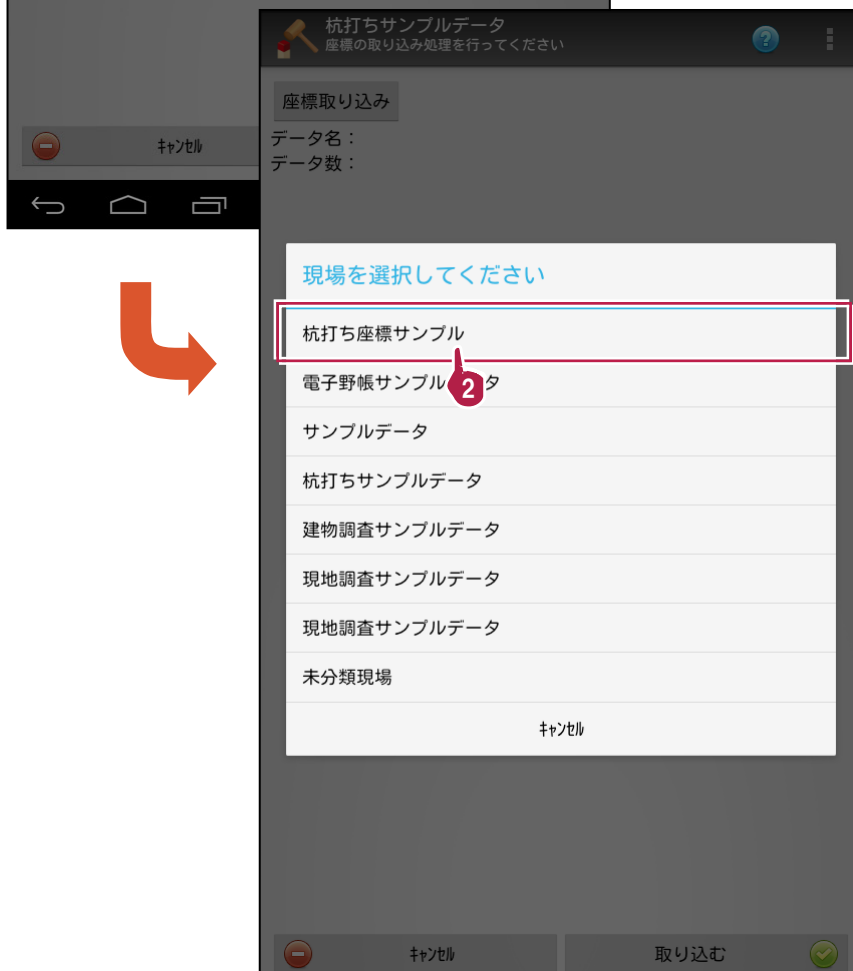 ｷｬﾝｾﾙ
杭打ちサンプルデータ
座標の取り込み処理を行ってください
座標取り込み
データ名：
データ数：
現場を選択してください
杭打ち座標サンプル
2
電子野帳サンプル タ
サンプルデータ
杭打ちサンプルデータ
建物調査サンプルデータ
現地調査サンプルデータ
現地調査サンプルデータ
未分類現場
ｷｬﾝｾﾙ
ｷｬﾝｾﾙ
取り込む